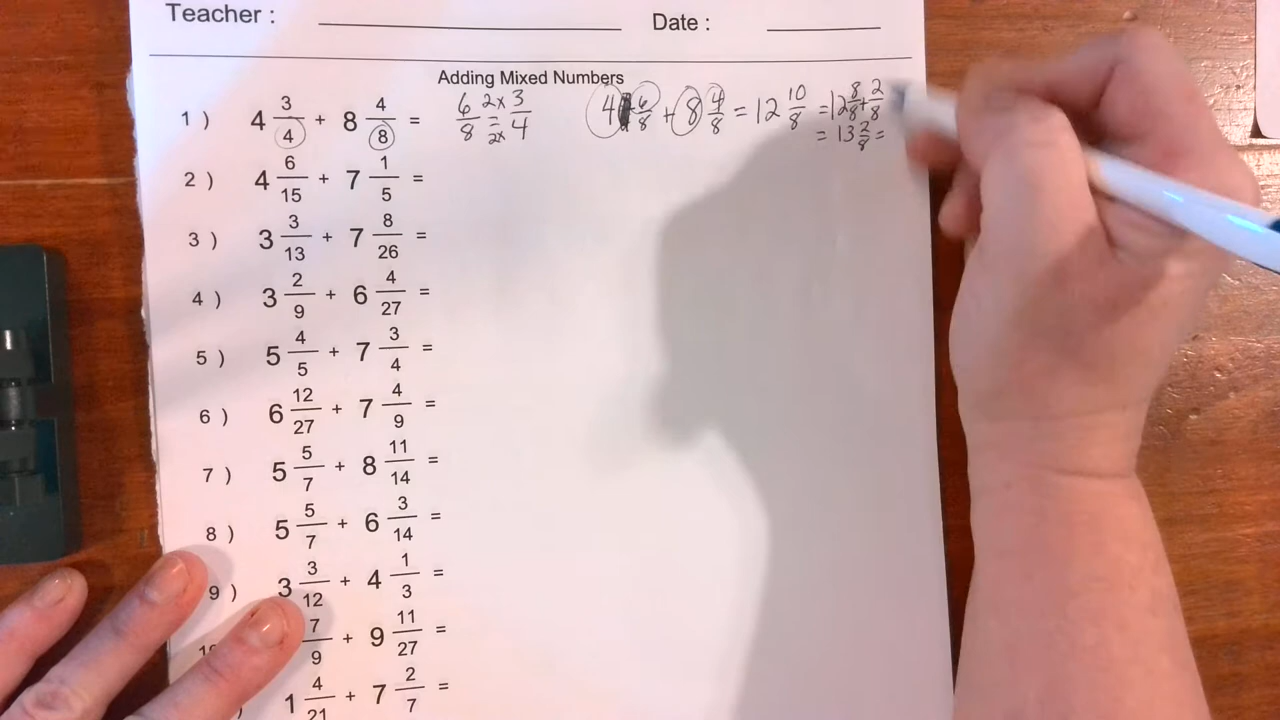 Teacher : Date :
Adding Mixed Numbers
1 ) 4 3/4 + 8 4/8 = 6/8 2x = 2x 3/4 4 6/8 + 8 4/8 = 12 10/8 = 12 8/8 + 2/8
= 13 2/8 =
2 ) 4 6/15 + 7 1/5 =
3 ) 3 3/13 + 7 8/26 =
4 ) 3 2/9 + 6 4/27 =
5 ) 5 4/5 + 7 3/4 =
6 ) 6 12/27 + 7 4/9 =
7 ) 5 5/7 + 8 11/14 =
8 ) 5 5/7 + 6 3/14 =
9 ) 3 3/12 + 4 1/3 =
7/9 + 9 11/27 =
1 4/21 + 7 2/7 =